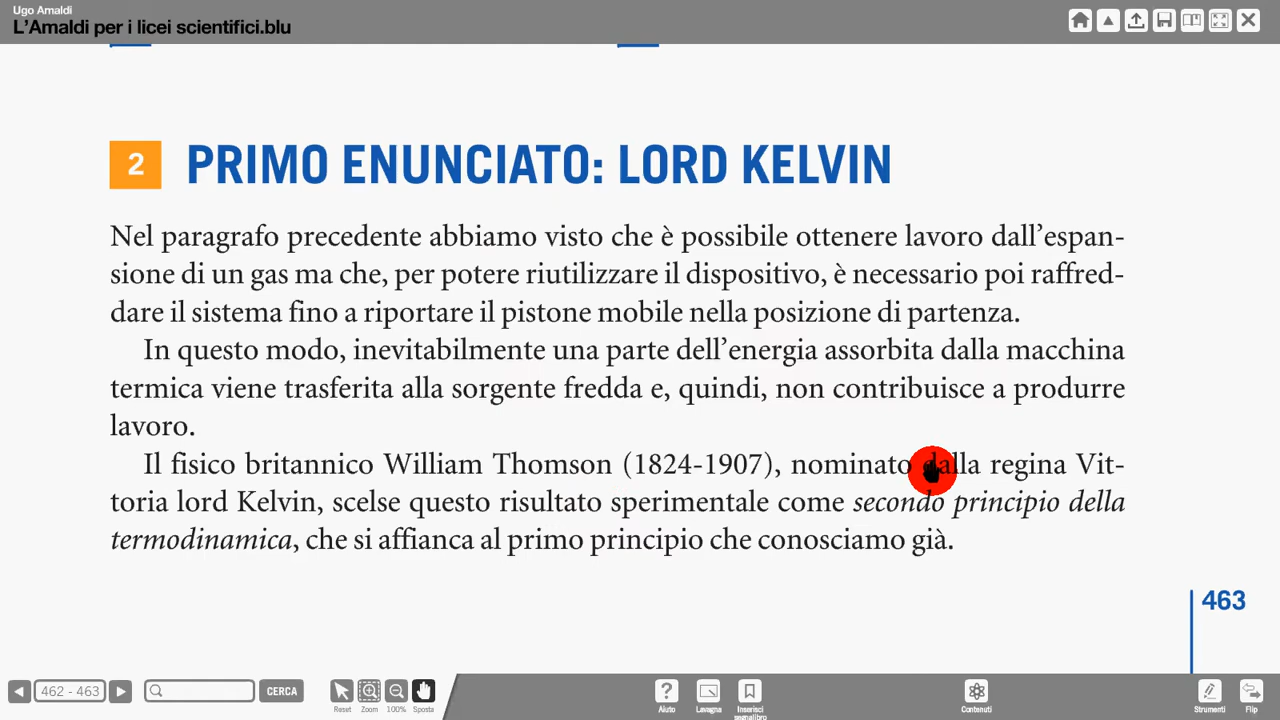 Ugo Amaldi
L'Amaldi per i licei scientifici.blu
2 PRIMO ENUNCIATO: LORD KELVIN
Nel paragrafo precedente abbiamo visto che è possibile ottenere lavoro dall'espan-
sione di un gas ma che, per potere riutilizzare il dispositivo, è necessario poi raffred-
dare il sistema fino a riportare il pistone mobile nella posizione di partenza.
In questo modo, inevitabilmente una parte dell'energia assorbita dalla macchina
termica viene trasferita alla sorgente fredda e, quindi, non contribuisce a produrre
lavoro.
Il fisico britannico William Thomson (1824-1907), nominato dalla regina Vit-
toria lord Kelvin, scelse questo risultato sperimentale come secondo principio della
termodinamica, che si affianca al primo principio che conosciamo già.
463
462 - 463
CERCA
Reset Zoom 100% Sposta
Aiuto Lavagna Inserisci segnalibro
Contenuti
Strumenti Flip